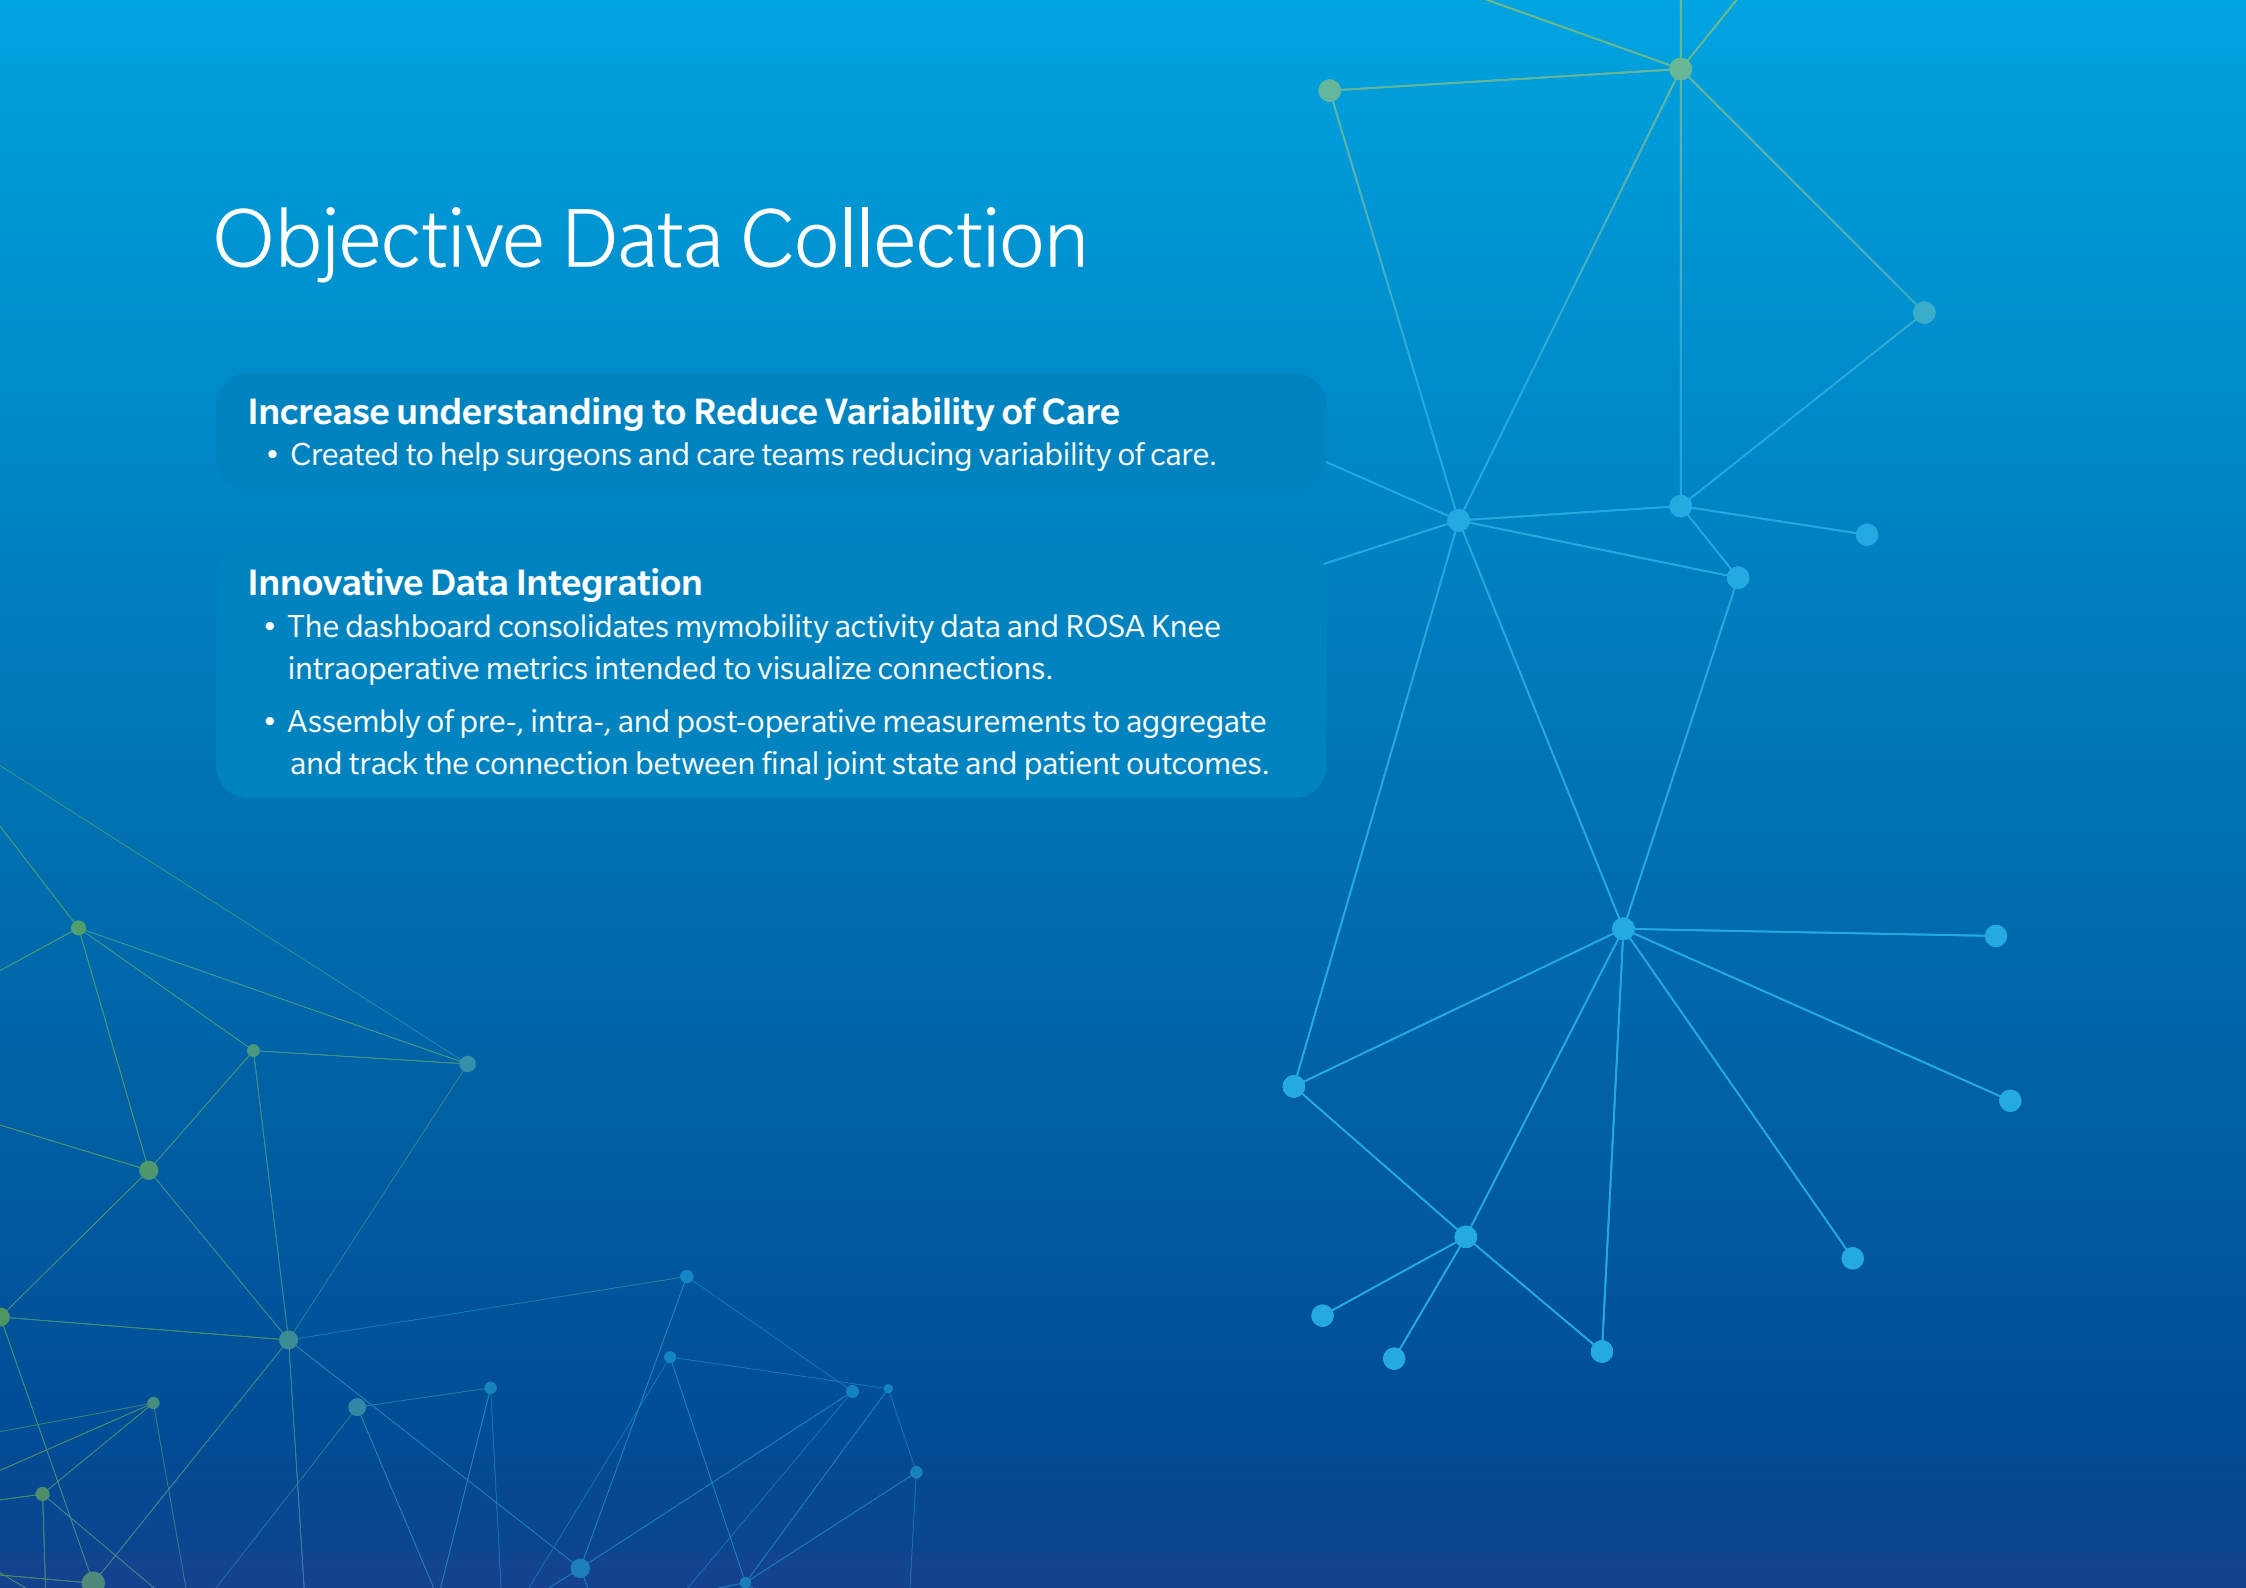 Objective Data Collection
Increase understanding to Reduce Variability of Care
• Created to help surgeons and care teams reducing variability of care.
Innovative Data Integration
• The dashboard consolidates mymobility activity data and ROSA Knee
intraoperative metrics intended to visualize connections.
• Assembly of pre-, intra-, and post-operative measurements to aggregate
and track the connection between final joint state and patient outcomes.